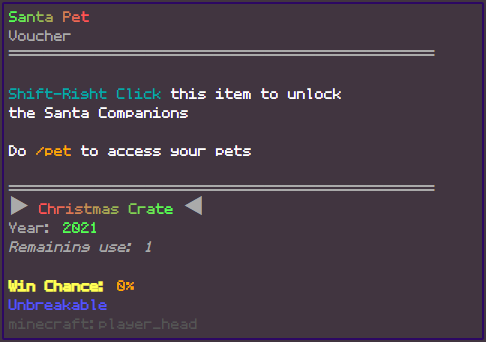 Santa Pet
Voucher
Shift-Right Click this item to unlock
the Santa Companions
Do /pet to access your pets
▶ Christmas Crate ◀
Year: 2021
Remaining use: 1
Win Chance: 0%
Unbreakable
minecraft:player_head